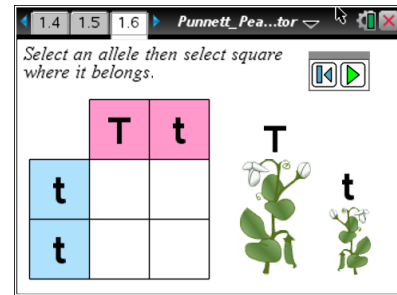 1.4 1.5 1.6 Punnett_Pea...tor
Select an allele then select square
where it belongs.
T t
T
t
t
t